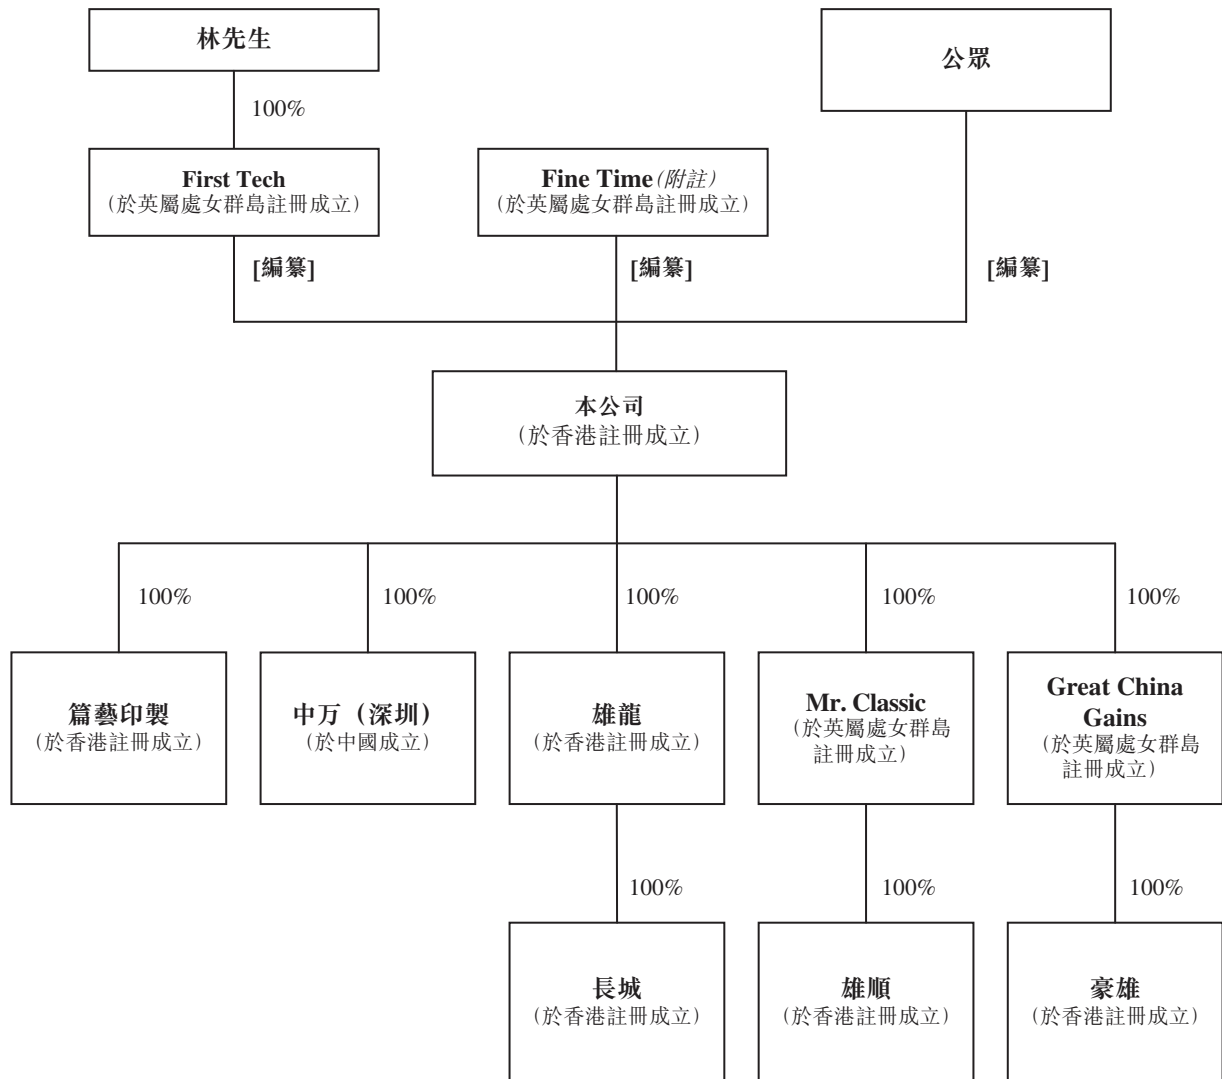 林先生
公眾
100%
First Tech
(於英屬處女群島註冊成立)
Fine Time(附註)
(於英屬處女群島註冊成立)
[編纂]
[編纂]
[編纂]
本公司
(於香港註冊成立)
100%
100%
100%
100%
100%
篇藝印製
(於香港註冊成立)
中万(深圳)
(於中國成立)
雄龍
(於香港註冊成立)
Mr. Classic
(於英屬處女群島
註冊成立)
Great China
Gains
(於英屬處女群島
註冊成立)
100%
100%
100%
長城
(於香港註冊成立)
雄順
(於香港註冊成立)
豪雄
(於香港註冊成立)